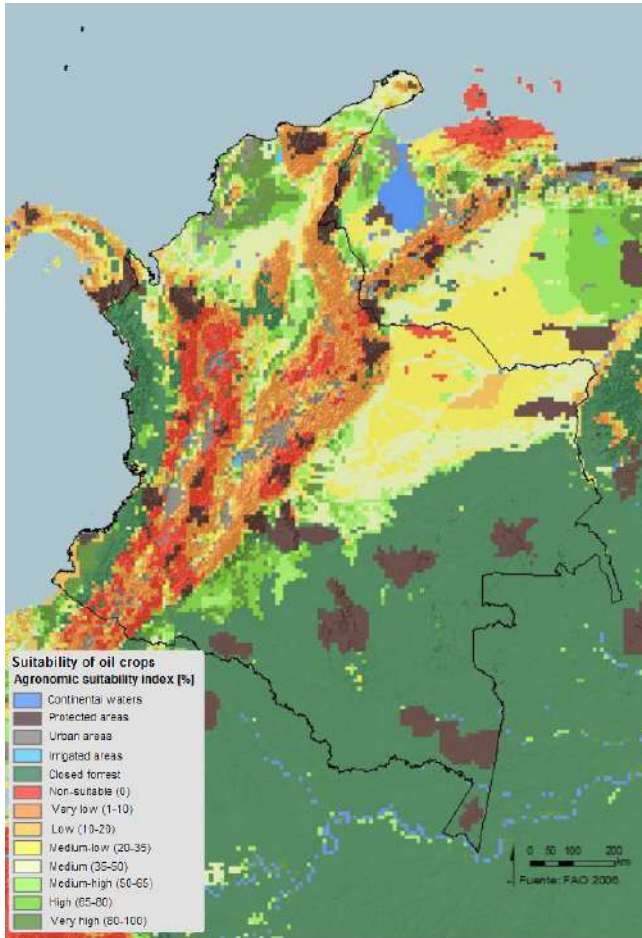 Suitability of oil crops
Agronomic suitability index [%]
Continental waters
Protected areas
Urban areas
Irrigated areas
Closed forrest
Non-suitable (0)
Very low (1-10)
Low (10-20)
Medium-low (20-35)
Medium (35-50)
Medium-high (50-65)
High (65-80)
Very high (80-100)
0 50 100 200
km
Fuente: FAO 2006